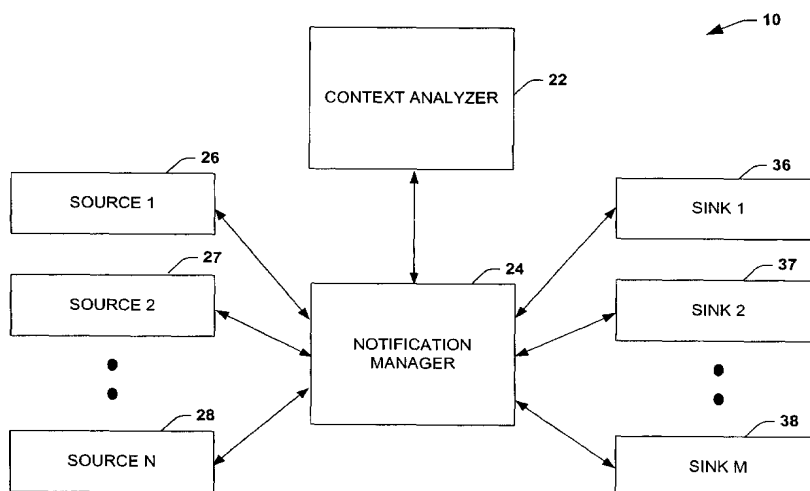 10
CONTEXT ANALYZER
22
26
SOURCE 1
36
SINK 1
27
SOURCE 2
24
NOTIFICATION
MANAGER
37
SINK 2
28
SOURCE N
38
SINK M